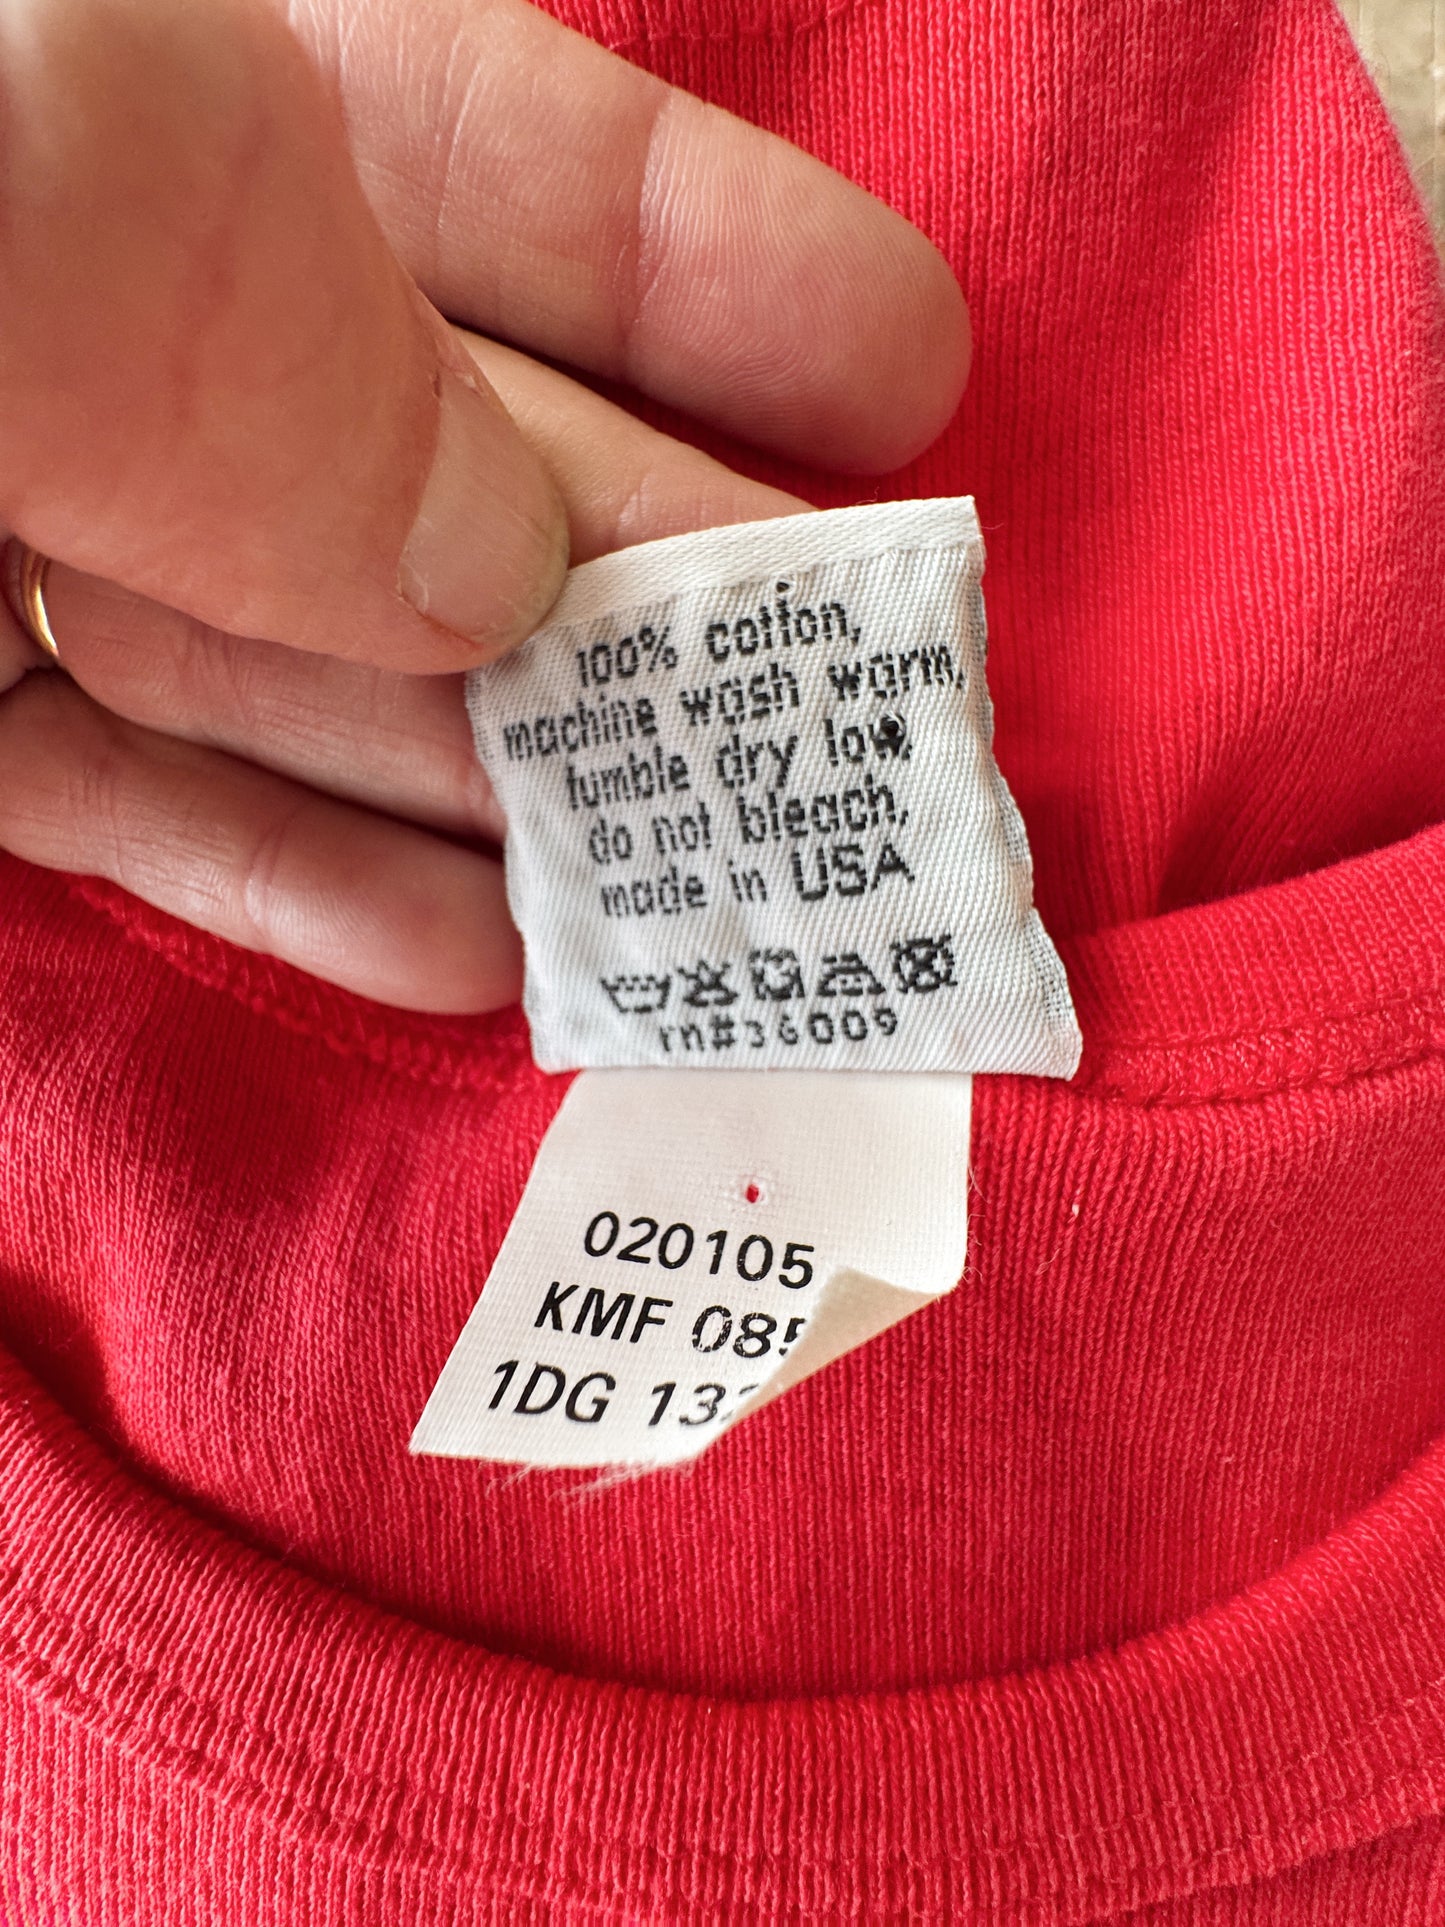 100% cotton,
machine wash warm,
tumble dry low,
do not bleach,
made in USA
rn#36009
020105
KMF 085
1DG 13